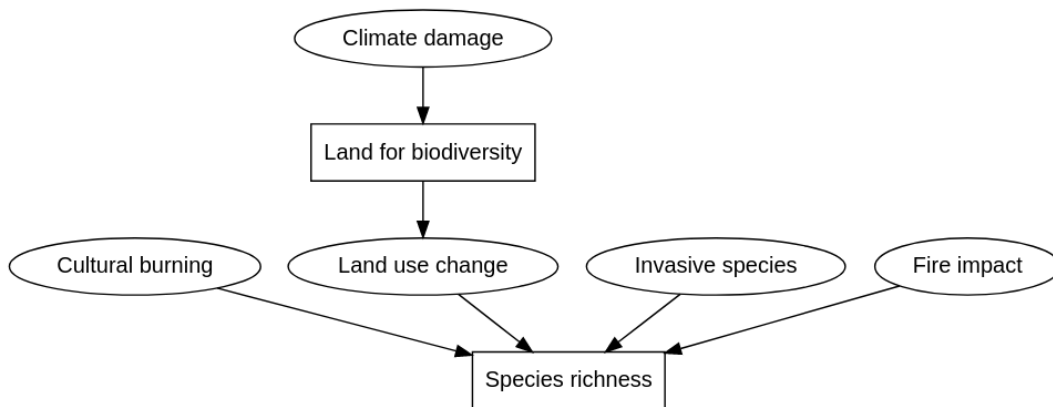 Climate damage
Land for biodiversity
Cultural burning
Land use change
Invasive species
Fire impact
Species richness